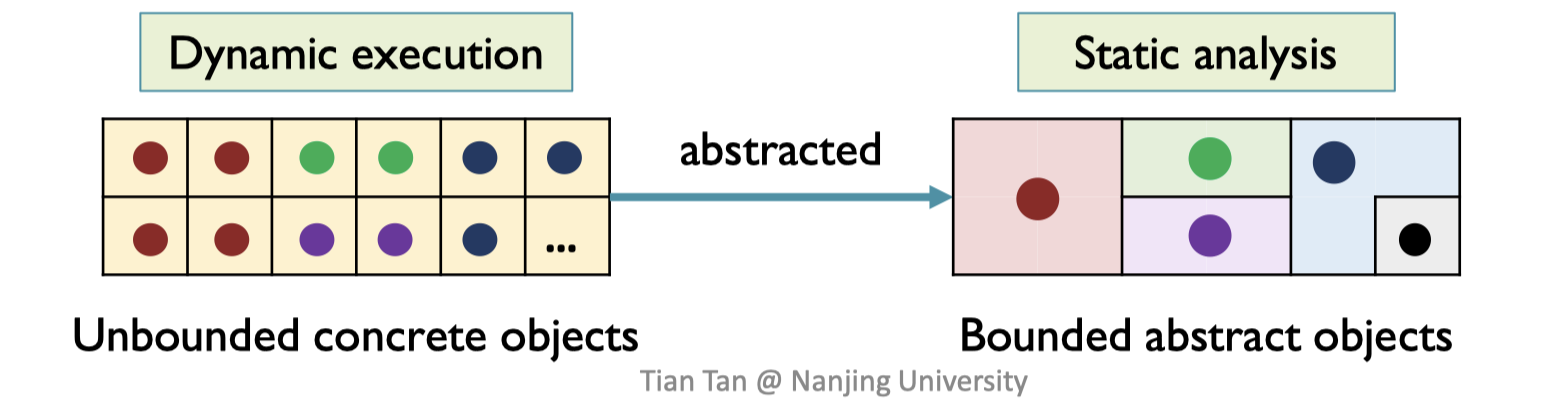 Dynamic execution
Static analysis
abstracted
...
Unbounded concrete objects
Bounded abstract objects
Tian Tan @ Nanjing University